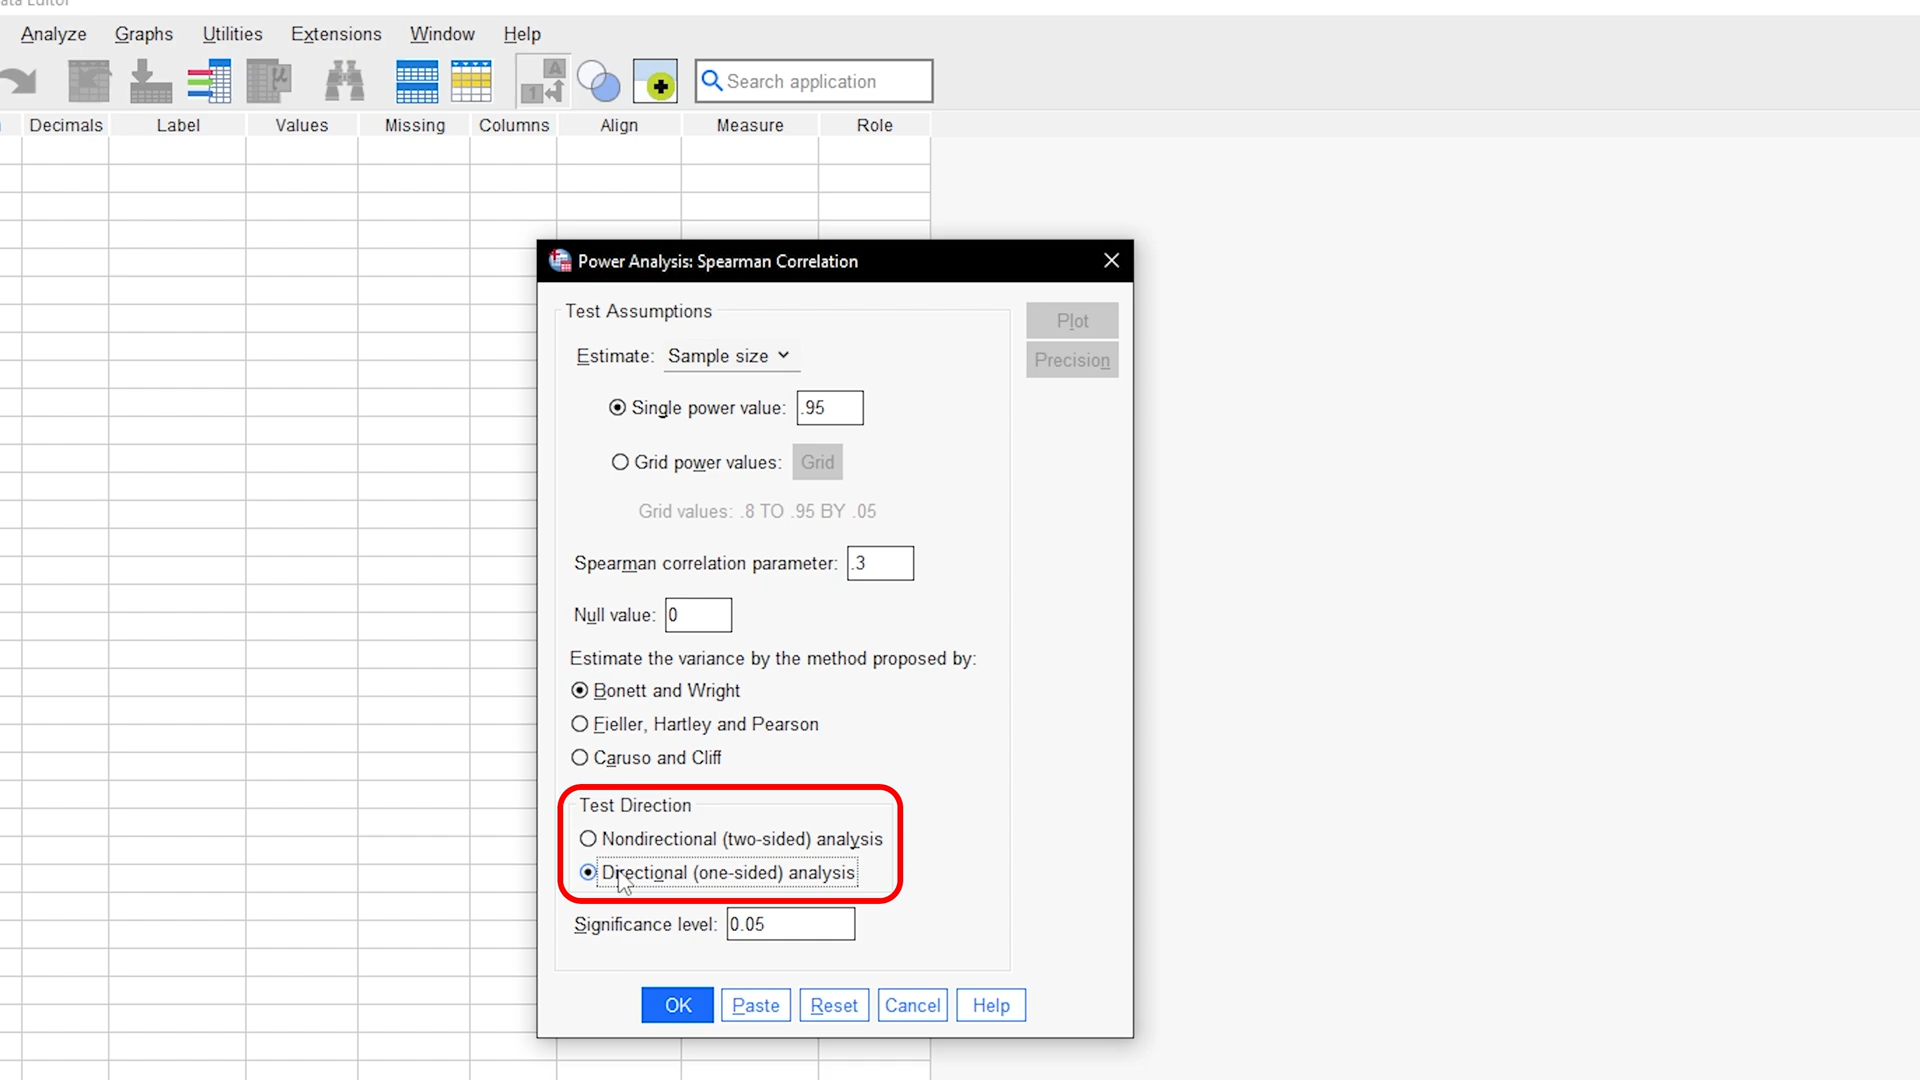 ata Editor
Analyze Graphs Utilities Extensions Window Help
Search application
Decimals Label Values Missing Columns Align Measure Role
Power Analysis: Spearman Correlation
Test Assumptions
Plot
Estimate: Sample size
Precision
Single power value: .95
Grid power values: Grid
Grid values: .8 TO .95 BY .05
Spearman correlation parameter: .3
Null value: 0
Estimate the variance by the method proposed by:
Bonett and Wright
Fieller, Hartley and Pearson
Caruso and Cliff
Test Direction
Nondirectional (two-sided) analysis
Directional (one-sided) analysis
Significance level: 0.05
OK Paste Reset Cancel Help